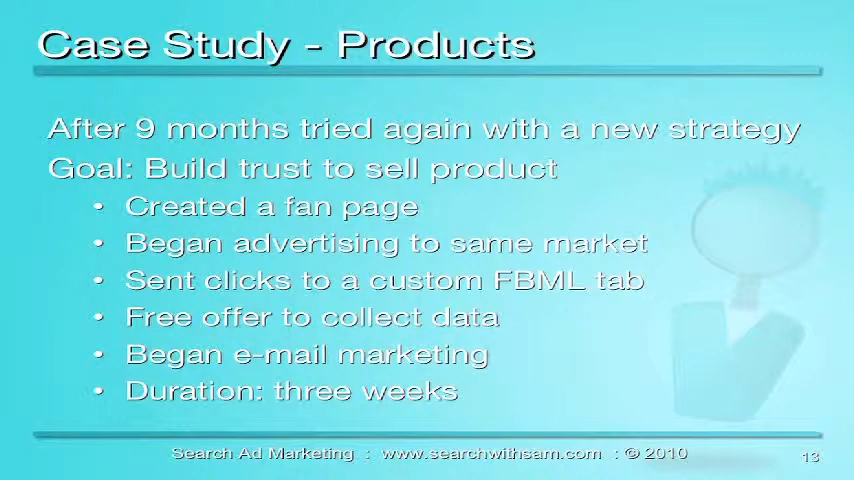 Case Study - Products
After 9 months tried again with a new strategy
Goal: Build trust to sell product
• Created a fan page
• Began advertising to same market
• Sent clicks to a custom FBML tab
• Free offer to collect data
• Began e-mail marketing
• Duration: three weeks
Search Ad Marketing : www.searchwithsam.com : © 2010
13